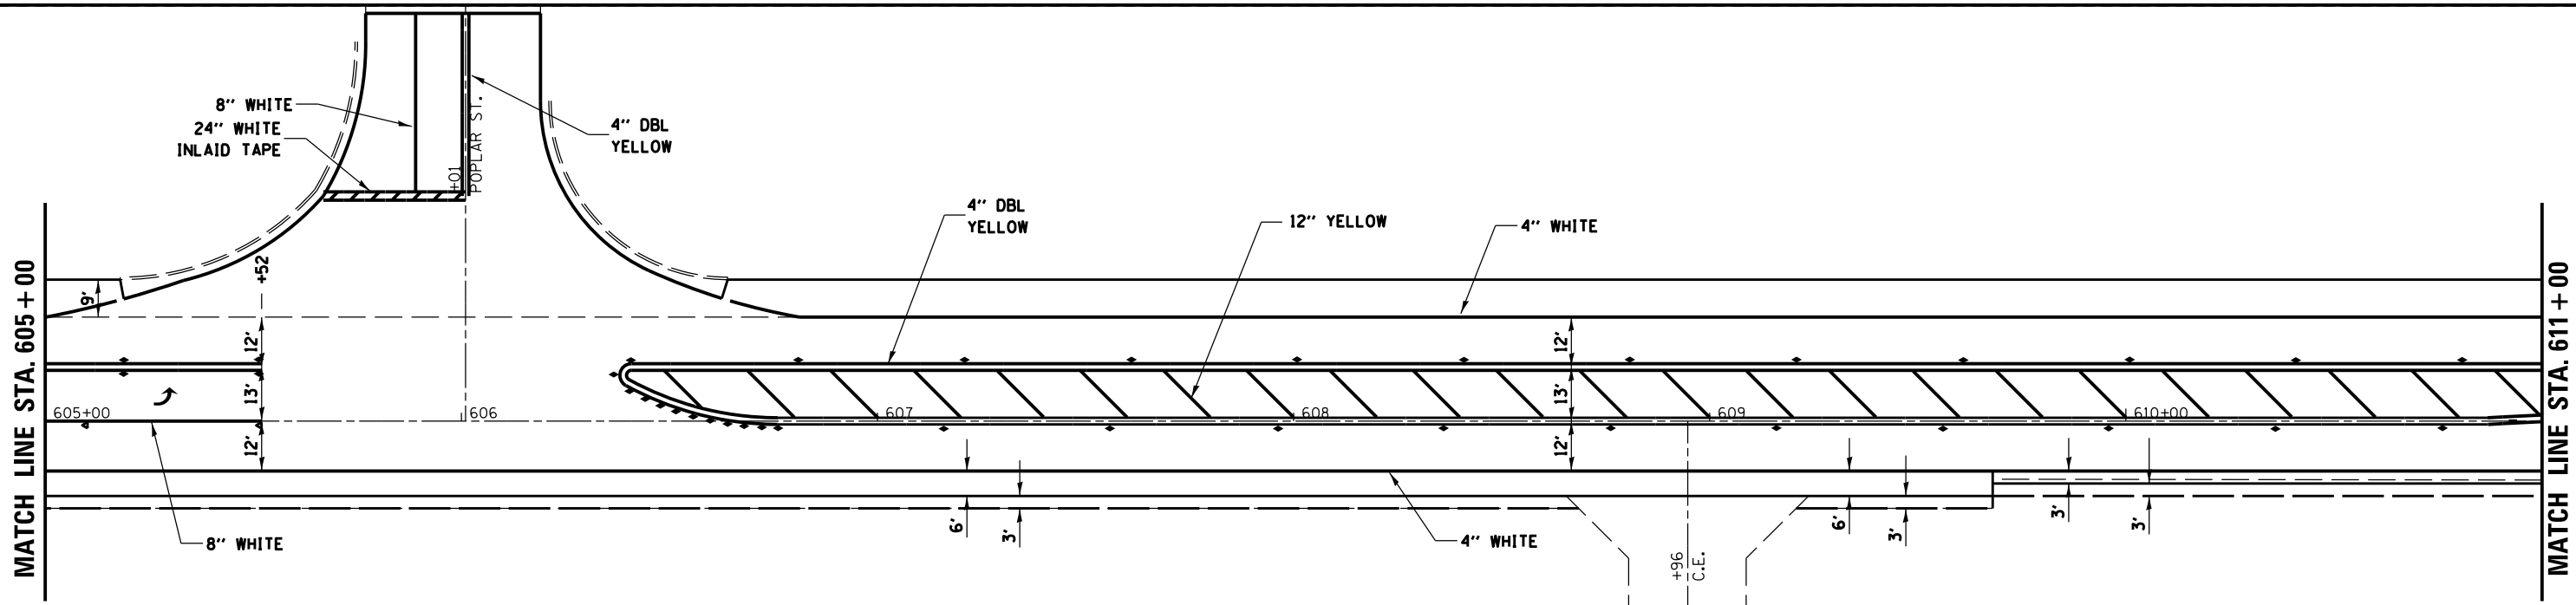 8" WHITE
24" WHITE
INLAID TAPE
4" DBL
YELLOW
+01
POPLAR ST.
4" DBL
YELLOW
12" YELLOW
4" WHITE
MATCH LINE STA. 605+00
9'
+52
12'
13'
12'
605+00
606
607
608
609
610+00
12'
13'
12'
8" WHITE
6'
3'
4" WHITE
+96
C.E.
6'
3'
3'
3'
MATCH LINE STA. 611+00